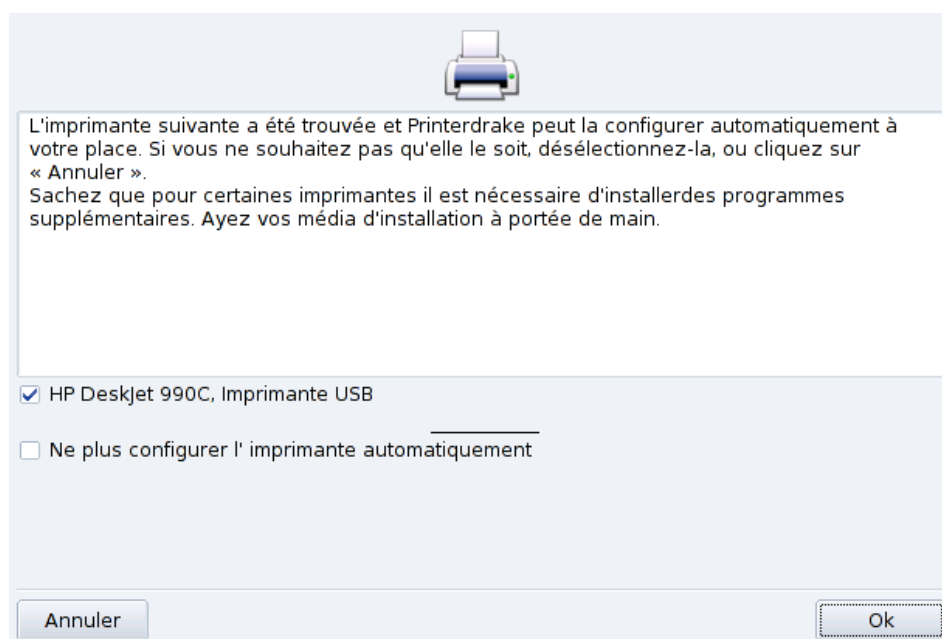 L'imprimante suivante a été trouvée et Printerdrake peut la configurer automatiquement à
votre place. Si vous ne souhaitez pas qu'elle le soit, désélectionnez-la, ou cliquez sur
« Annuler ».
Sachez que pour certaines imprimantes il est nécessaire d'installerdes programmes
supplémentaires. Ayez vos média d'installation à portée de main.
HP DeskJet 990C, Imprimante USB
Ne plus configurer l' imprimante automatiquement
Annuler
Ok